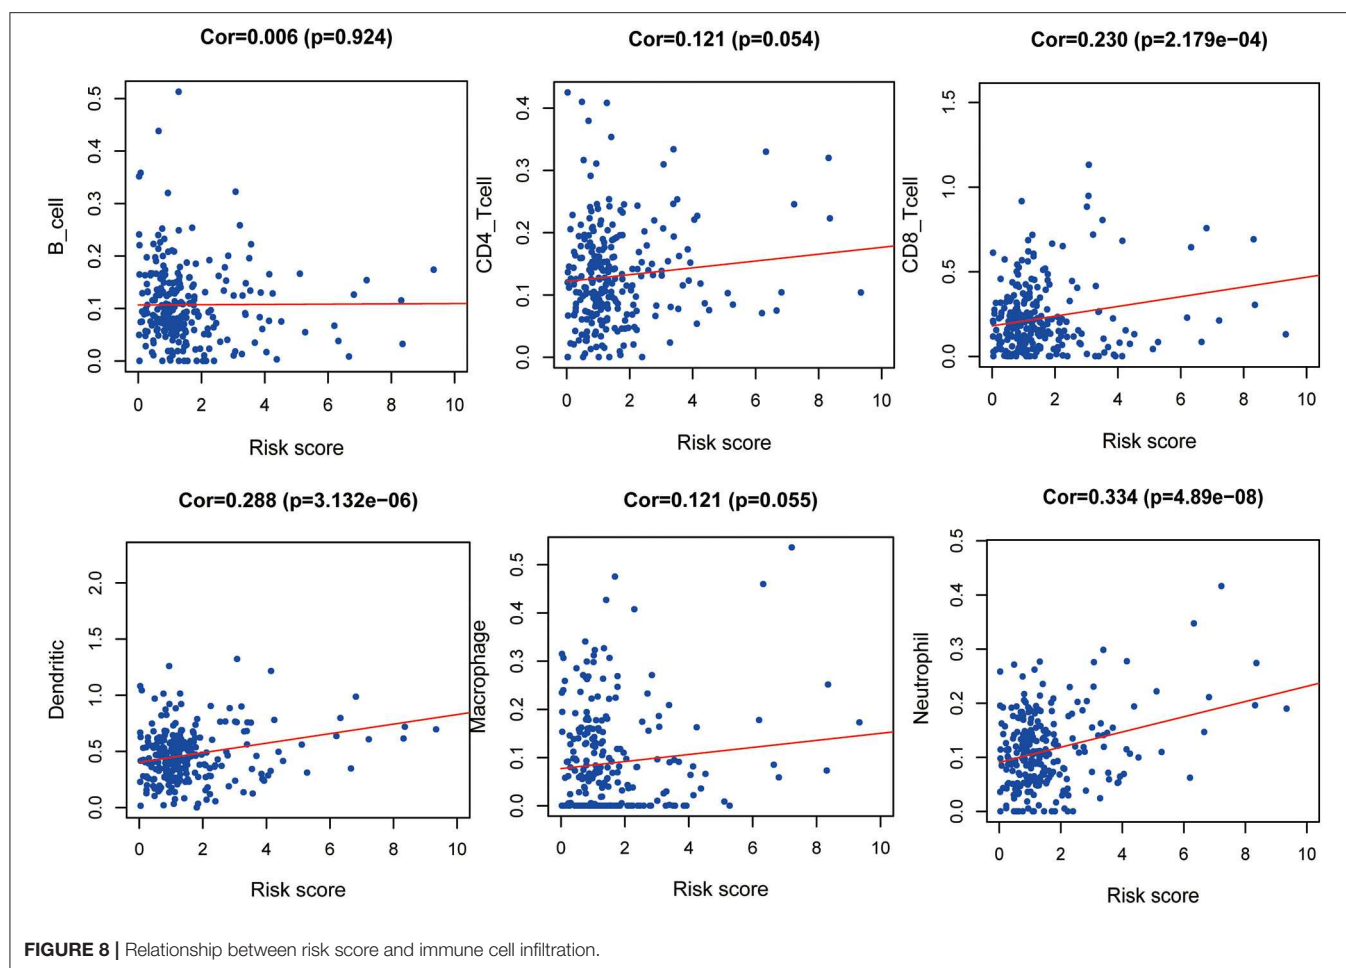 Cor=0.006 (p=0.924)
B_cell
0.5
0.4
0.3
0.2
0.1
0.0
0 2 4 6 8 10
Risk score
Cor=0.121 (p=0.054)
CD4_Tcell
0.4
0.3
0.2
0.1
0.0
0 2 4 6 8 10
Risk score
Cor=0.230 (p=2.179e−04)
CD8_Tcell
1.5
1.0
0.5
0.0
0 2 4 6 8 10
Risk score
Cor=0.288 (p=3.132e−06)
Dendritic
2.0
1.5
1.0
0.5
0.0
0 2 4 6 8 10
Risk score
Cor=0.121 (p=0.055)
Macrophage
0.5
0.4
0.3
0.2
0.1
0.0
0 2 4 6 8 10
Risk score
Cor=0.334 (p=4.89e−08)
Neutrophil
0.5
0.4
0.3
0.2
0.1
0.0
0 2 4 6 8 10
Risk score
FIGURE 8 | Relationship between risk score and immune cell infiltration.